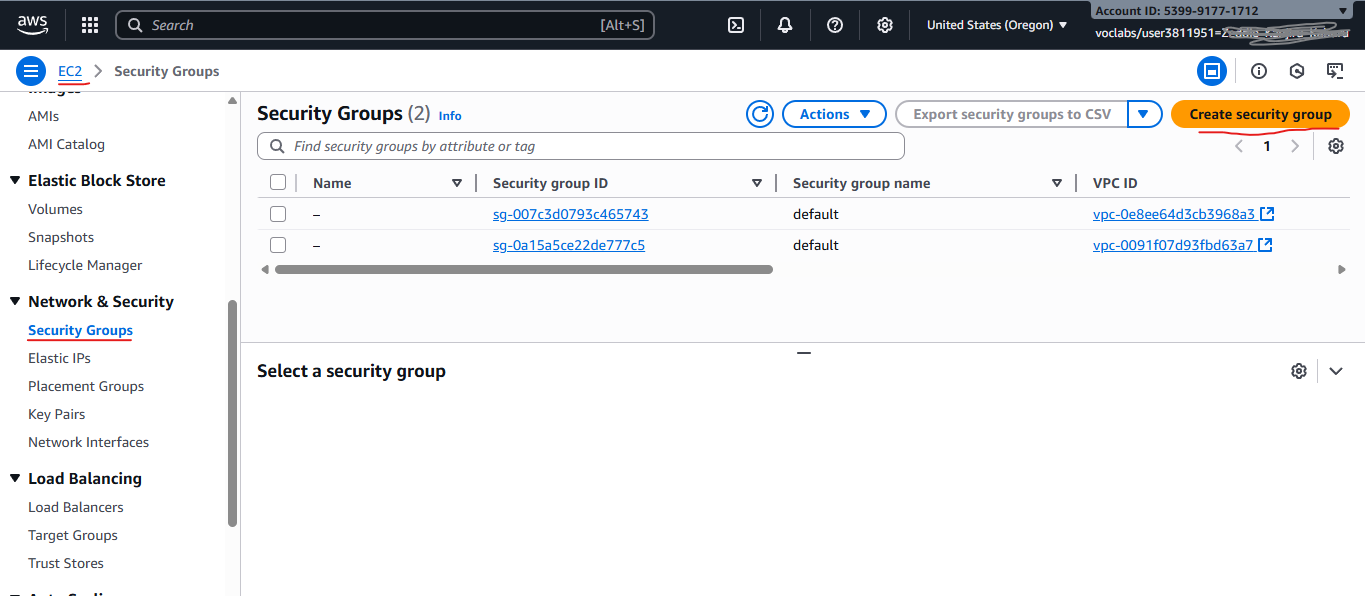 aws
Search [Alt+S]
United States (Oregon)
Account ID: 5399-9177-1712
voclabs/user3811951=
EC2 > Security Groups
Images
AMIs
AMI Catalog
Elastic Block Store
Volumes
Snapshots
Lifecycle Manager
Network & Security
Security Groups
Elastic IPs
Placement Groups
Key Pairs
Network Interfaces
Load Balancing
Load Balancers
Target Groups
Trust Stores
Security Groups (2) Info
Actions
Export security groups to CSV
Create security group
Find security groups by attribute or tag
1
Name Security group ID Security group name VPC ID
– sg-007c3d0793c465743 default vpc-0e8ee64d3cb3968a3
– sg-0a15a5ce22de777c5 default vpc-0091f07d93fbd63a7
Select a security group